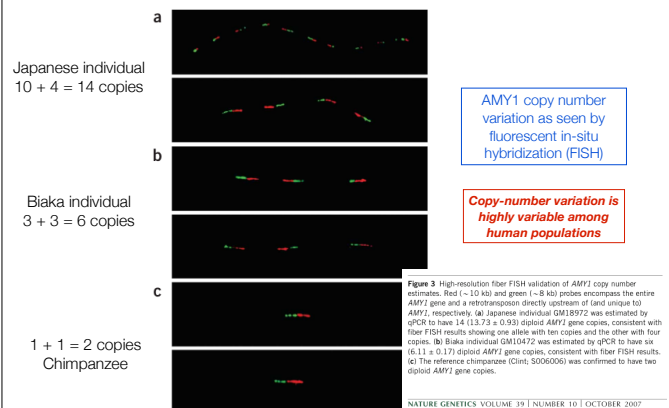 a
Japanese individual
10 + 4 = 14 copies
AMY1 copy number
variation as seen by
fluorescent in-situ
hybridization (FISH)
b
Biaka individual
3 + 3 = 6 copies
Copy-number variation is
highly variable among
human populations
c
1 + 1 = 2 copies
Chimpanzee
Figure 3 High-resolution fiber FISH validation of AMY1 copy number
estimates. Red (~10 kb) and green (~8 kb) probes encompass the entire
AMY1 gene and a retrotransposon directly upstream of (and unique to)
AMY1, respectively. (a) Japanese individual GM18972 was estimated by
qPCR to have 14 (13.73 ± 0.93) diploid AMY1 gene copies, consistent with
fiber FISH results showing one allele with ten copies and the other with four
copies. (b) Biaka individual GM10472 was estimated by qPCR to have six
(6.11 ± 0.17) diploid AMY1 gene copies, consistent with fiber FISH results.
(c) The reference chimpanzee (Clint; S006006) was confirmed to have two
diploid AMY1 gene copies.
NATURE GENETICS VOLUME 39 | NUMBER 10 | OCTOBER 2007